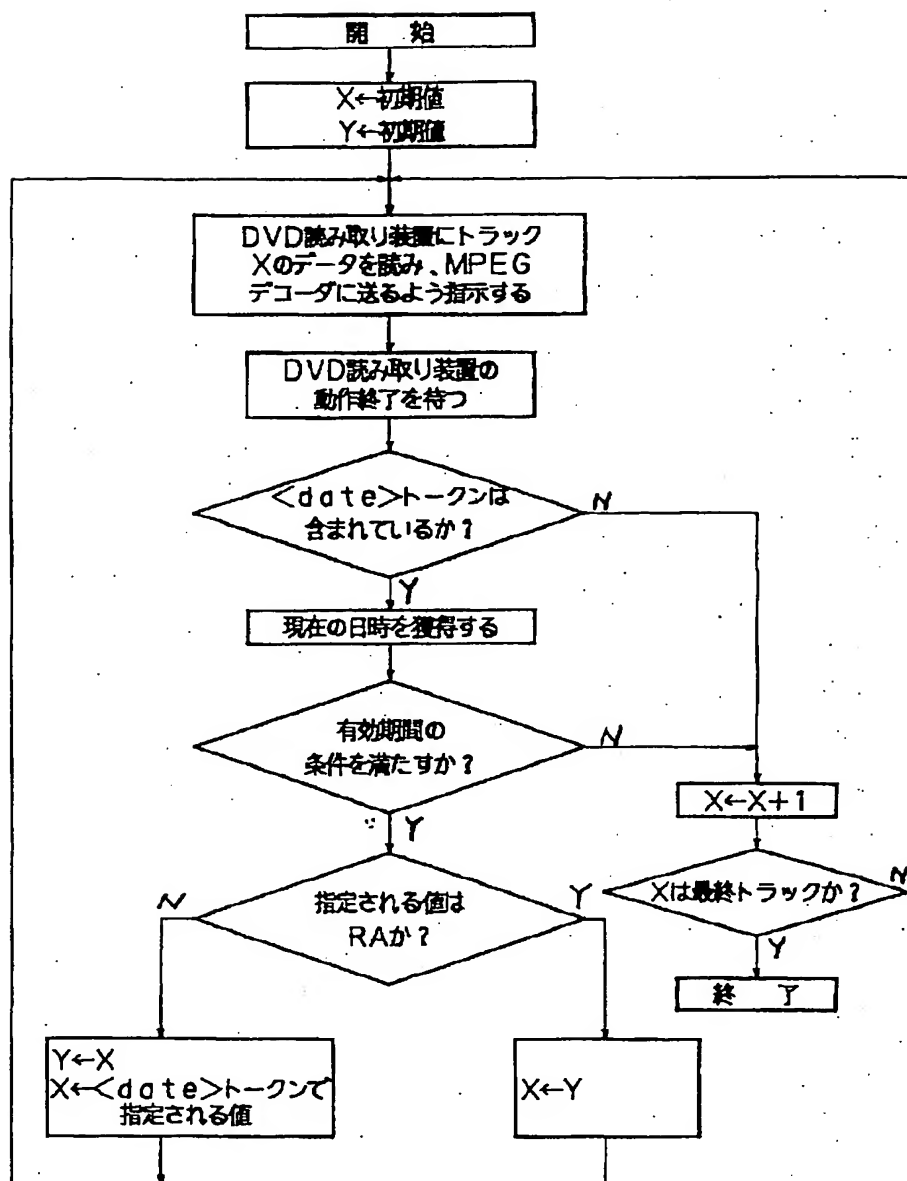 開 始
X←初期値
Y←初期値
DVD読み取り装置にトラック
Xのデータを読み、MPEG
デコーダに送るよう指示する
DVD読み取り装置の
動作終了を待つ
<date>トークンは
含まれているか?
N
Y
現在の日時を獲得する
有効期間の
条件を満たすか?
N
Y
X←X+1
Xは最終トラックか?
N
Y
終 了
指定される値は
RAか?
N
Y
Y←X
X←<date>トークンで
指定される値
X←Y